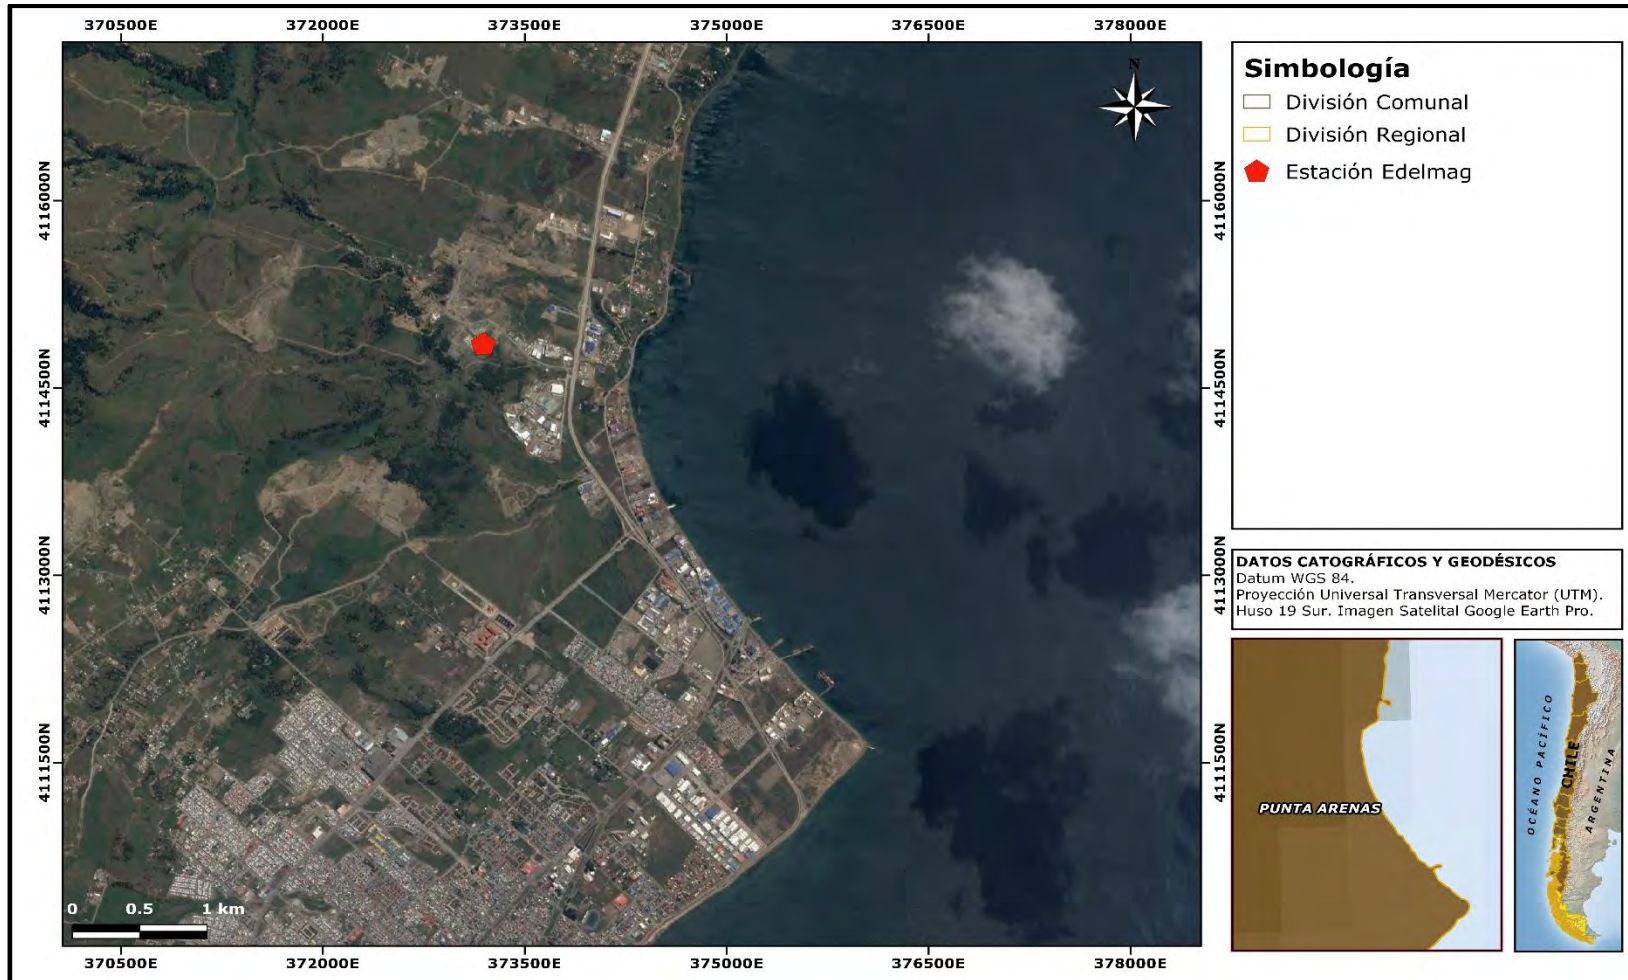 370500E 372000E 373500E 375000E 376500E 378000E
N
4116000N 4116000N
4114500N 4114500N
4113000N 4113000N
4111500N 4111500N
0 0.5 1 km
370500E 372000E 373500E 375000E 376500E 378000E
Simbología
División Comunal
División Regional
Estación Edelmag
DATOS CATOGRÁFICOS Y GEODÉSICOS
Datum WGS 84.
Proyección Universal Transversal Mercator (UTM).
Huso 19 Sur. Imagen Satelital Google Earth Pro.
PUNTA ARENAS
OCÉANO PACÍFICO
CHILE
ARGENTINA